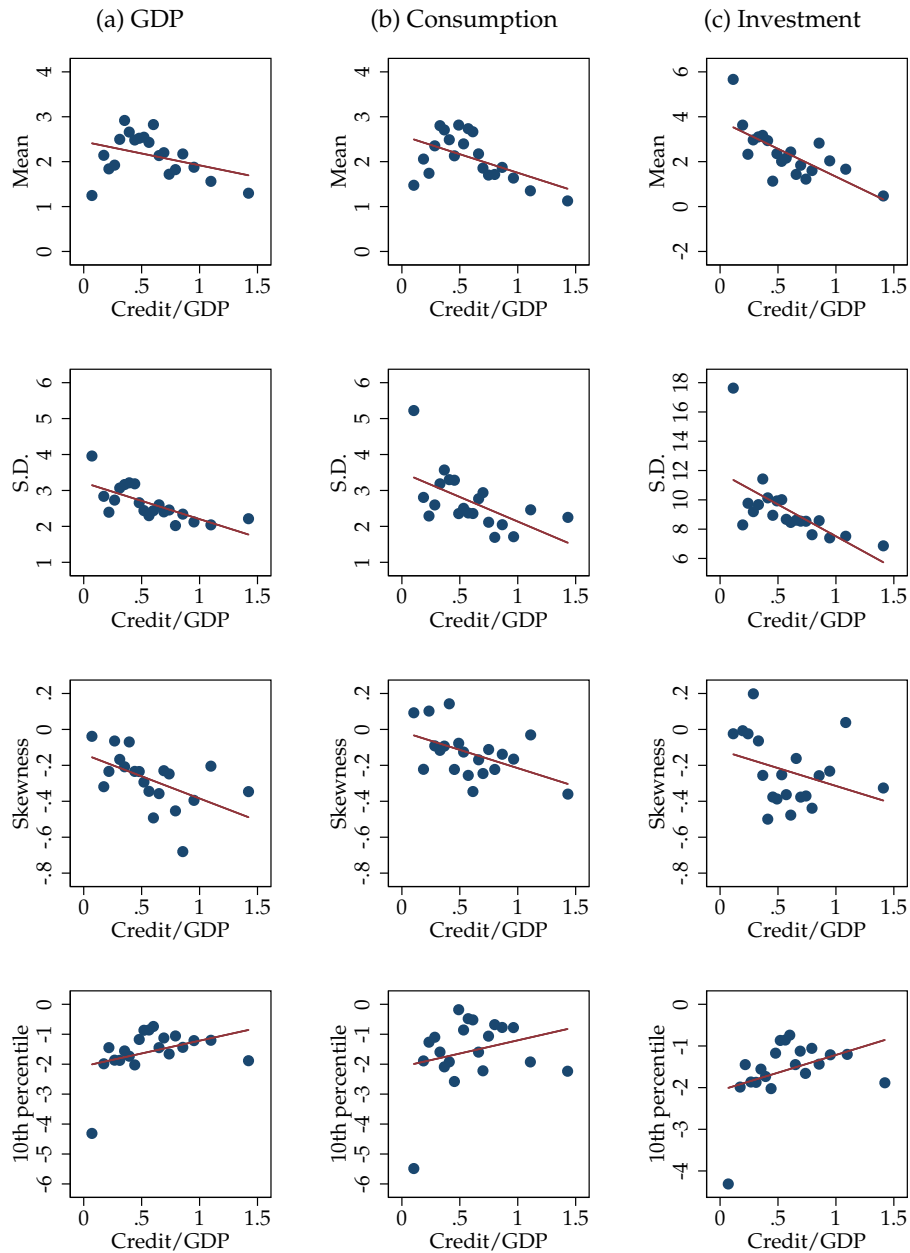 (a) GDP (b) Consumption (c) Investment
Mean
4
3
2
1
0
0 .5 1 1.5
Credit/GDP
Mean
4
3
2
1
0
0 .5 1 1.5
Credit/GDP
Mean
6
4
2
0
-2
0 .5 1 1.5
Credit/GDP
S.D.
6
5
4
3
2
1
0 .5 1 1.5
Credit/GDP
S.D.
6
5
4
3
2
1
0 .5 1 1.5
Credit/GDP
S.D.
18
16
14
12
10
8
6
0 .5 1 1.5
Credit/GDP
Skewness
.2
0
-.2
-.4
-.6
-.8
0 .5 1 1.5
Credit/GDP
Skewness
.2
0
-.2
-.4
-.6
-.8
0 .5 1 1.5
Credit/GDP
Skewness
.2
0
-.2
-.4
-.6
-.8
0 .5 1 1.5
Credit/GDP
10th percentile
0
-1
-2
-3
-4
-5
-6
0 .5 1 1.5
Credit/GDP
10th percentile
0
-1
-2
-3
-4
-5
-6
0 .5 1 1.5
Credit/GDP
10th percentile
0
-1
-2
-3
-4
0 .5 1 1.5
Credit/GDP